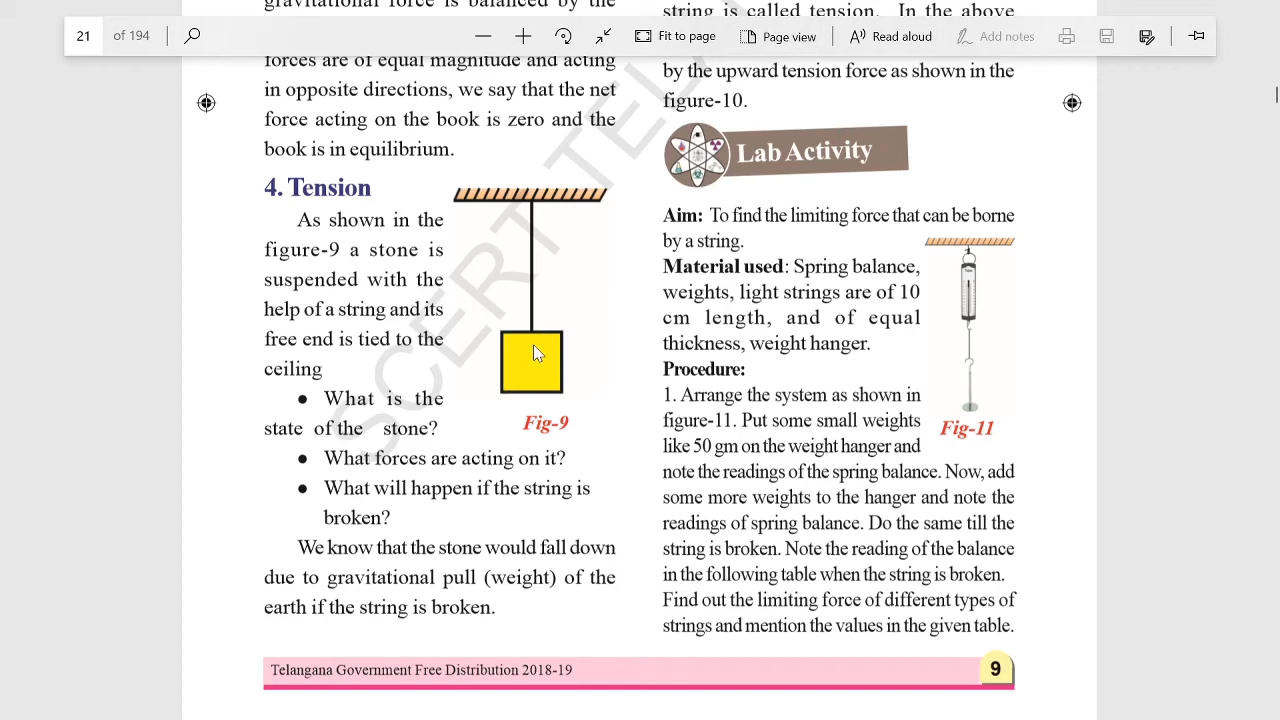 21 of 194
Fit to page
Page view
Read aloud
Add notes
gravitational force is balanced by the
forces are of equal magnitude and acting
in opposite directions, we say that the net
force acting on the book is zero and the
book is in equilibrium.
4. Tension
As shown in the
figure-9 a stone is
suspended with the
help of a string and its
free end is tied to the
ceiling
● What is the
state of the stone?
Fig-9
● What forces are acting on it?
● What will happen if the string is
broken?
We know that the stone would fall down
due to gravitational pull (weight) of the
earth if the string is broken.
string is called tension. In the above
by the upward tension force as shown in the
figure-10.
Lab Activity
Aim: To find the limiting force that can be borne
by a string.
Material used: Spring balance,
weights, light strings are of 10
cm length, and of equal
thickness, weight hanger.
Procedure:
1. Arrange the system as shown in
figure-11. Put some small weights
like 50 gm on the weight hanger and
Fig-11
note the readings of the spring balance. Now, add
some more weights to the hanger and note the
readings of spring balance. Do the same till the
string is broken. Note the reading of the balance
in the following table when the string is broken.
Find out the limiting force of different types of
strings and mention the values in the given table.
SCERT TEL
Telangana Government Free Distribution 2018-19
9